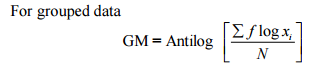 For grouped data
GM = Antilog [ Σ f log xᵢ / N ]